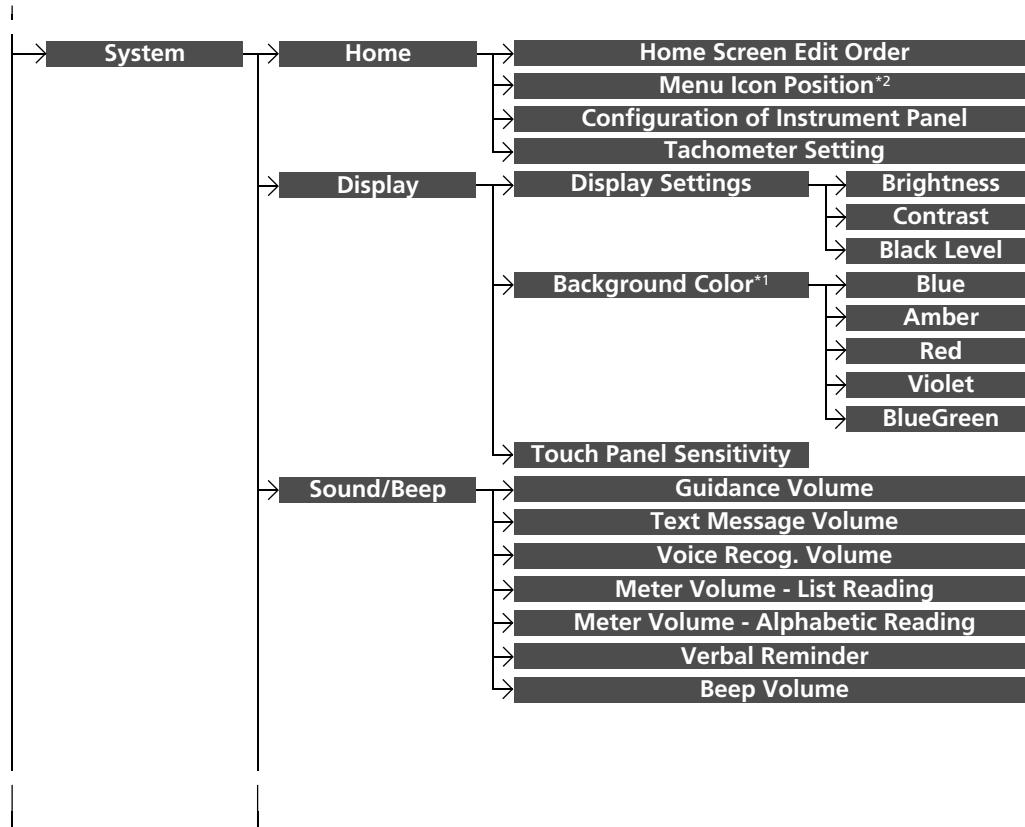 System
Home
Home Screen Edit Order
Menu Icon Position*2
Configuration of Instrument Panel
Tachometer Setting
Display
Display Settings
Brightness
Contrast
Black Level
Background Color*1
Blue
Amber
Red
Violet
BlueGreen
Touch Panel Sensitivity
Sound/Beep
Guidance Volume
Text Message Volume
Voice Recog. Volume
Meter Volume - List Reading
Meter Volume - Alphabetic Reading
Verbal Reminder
Beep Volume